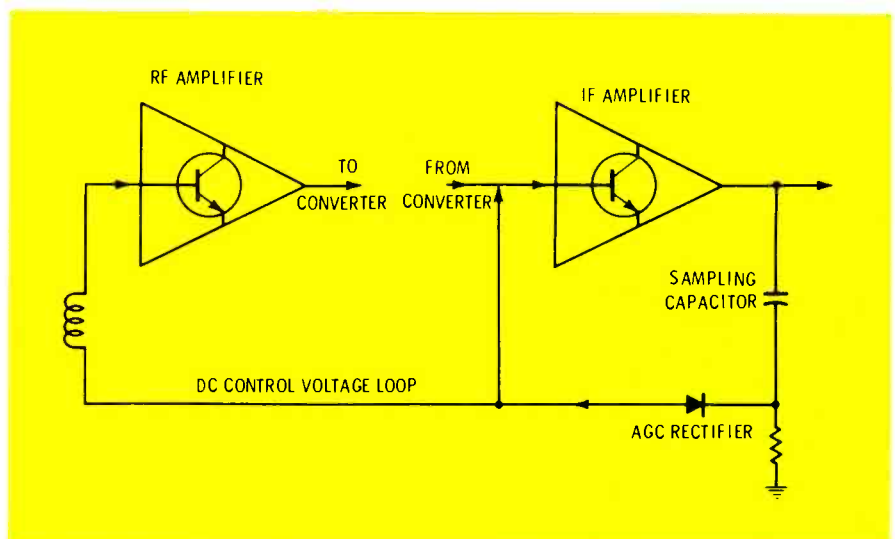 RF AMPLIFIER
IF AMPLIFIER
TO
CONVERTER
FROM
CONVERTER
SAMPLING
CAPACITOR
DC CONTROL VOLTAGE LOOP
AGC RECTIFIER